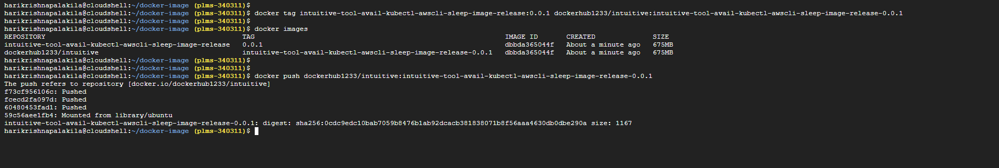 harikrishnapalakila@cloudshell:~/docker-image (plms-340311)$
harikrishnapalakila@cloudshell:~/docker-image (plms-340311)$ docker tag intuitive-tool-avail-kubectl-awscli-sleep-image-release:0.0.1 dockerhub1233/intuitive:intuitive-tool-avail-kubectl-awscli-sleep-image-release-0.0.1
harikrishnapalakila@cloudshell:~/docker-image (plms-340311)$
harikrishnapalakila@cloudshell:~/docker-image (plms-340311)$ docker images
REPOSITORY TAG IMAGE ID CREATED SIZE
intuitive-tool-avail-kubectl-awscli-sleep-image-release 0.0.1 dbbda365044f About a minute ago 675MB
dockerhub1233/intuitive intuitive-tool-avail-kubectl-awscli-sleep-image-release-0.0.1 dbbda365044f About a minute ago 675MB
harikrishnapalakila@cloudshell:~/docker-image (plms-340311)$
harikrishnapalakila@cloudshell:~/docker-image (plms-340311)$
harikrishnapalakila@cloudshell:~/docker-image (plms-340311)$ docker push dockerhub1233/intuitive:intuitive-tool-avail-kubectl-awscli-sleep-image-release-0.0.1
The push refers to repository [docker.io/dockerhub1233/intuitive]
f73cf956106c: Pushed
fcecd2fa097d: Pushed
60480453fad1: Pushed
59c56aee1fb4: Mounted from library/ubuntu
intuitive-tool-avail-kubectl-awscli-sleep-image-release-0.0.1: digest: sha256:0cdc9edc10bab7059b8476b1ab92dcacb381838071b8f56aaa4630db0dbe290a size: 1167
harikrishnapalakila@cloudshell:~/docker-image (plms-340311)$